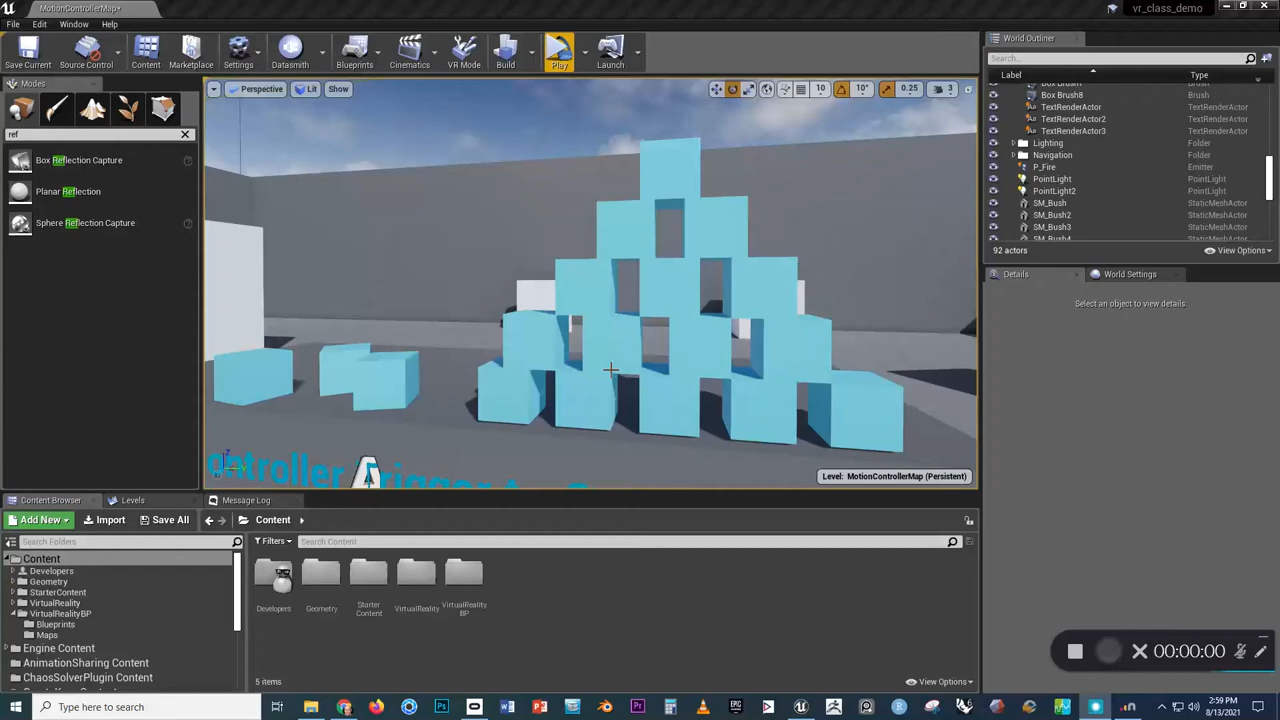 MotionControllerMap*
vr_class_demo
File Edit Window Help
Save Current Source Control Content Marketplace Settings Datasmith Blueprints Cinematics VR Mode Build Play Launch
Modes
ref
Box Reflection Capture
Planar Reflection
Sphere Reflection Capture
Perspective Lit Show
10 10° 0.25 3
ontroller
Level: MotionControllerMap (Persistent)
World Outliner
Search...
Label Type
Box Brush8 Brush
TextRenderActor TextRenderActor
TextRenderActor2 TextRenderActor
TextRenderActor3 TextRenderActor
Lighting Folder
Navigation Folder
P_Fire Emitter
PointLight PointLight
PointLight2 PointLight
SM_Bush StaticMeshActor
SM_Bush2 StaticMeshActor
SM_Bush3 StaticMeshActor
SM_Bush4 StaticMeshActor
92 actors View Options
Details World Settings
Select an object to view details.
Content Browser Levels Message Log
Add New Import Save All Content
Search Folders
Filters Search Content
Content
Developers
Geometry
StarterContent
VirtualReality
VirtualRealityBP
Blueprints
Maps
Engine Content
AnimationSharing Content
ChaosSolverPlugin Content
Developers Geometry Starter Content VirtualReality VirtualReality BP
5 items View Options
00:00:00
Type here to search
2:59 PM
8/13/2021